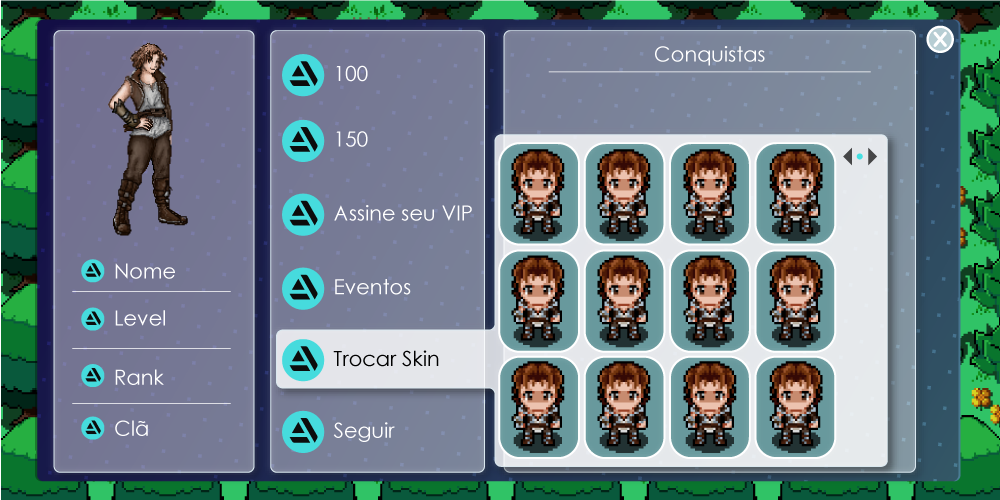 Nome
Level
Rank
Clã
100
150
Assine seu VIP
Eventos
Trocar Skin
Seguir
Conquistas